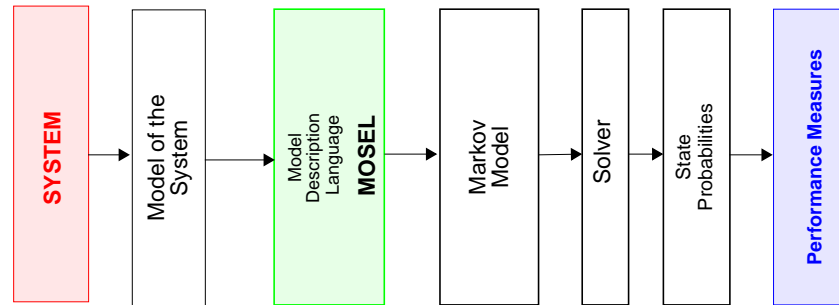 SYSTEM
Model of the
System
Model
Description
Language
MOSEL
Markov
Model
Solver
State
Probabilities
Performance Measures